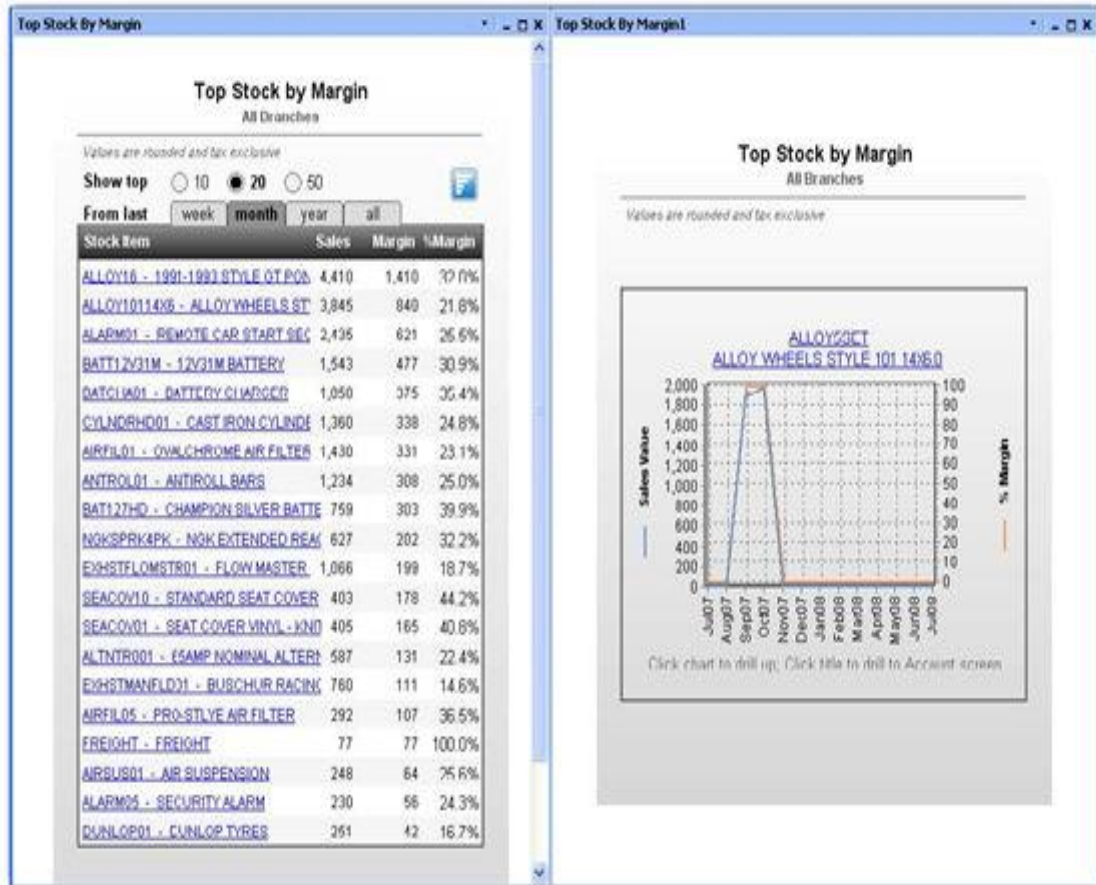 Top Stock By Margin
Top Stock by Margin
All Branches
Values are rounded and tax exclusive
Show top 10 20 50
From last week month year all
Stock Item Sales Margin %Margin
ALLOY16 - 1991-1993 STYLE GT 4,410 1,410 32.0%
ALLOY10114X6 - ALLOY WHEELS ST 3,845 840 21.8%
ALARM01 - REMOTE CAR START SEC 2,435 621
BATT12V31M - 12V31M BATTERY 1,543 477 30.9%
BATCHA01 - BATTERY CHARGER 1,050 375
CYLNDRHD01 - CAST IRON CYLINDE 1,360 338 24.8%
AIRFIL01 - OVALCHROME AIR FILTER 1,430 331 23.1%
ANTROL01 - ANTIROLL BARS 1,234 308 25.0%
BAT127HD - CHAMPION SILVER BATTE 759 303 39.9%
NGKSPRK4PK - NGK EXTENDED REA 627 202 32.2%
EXHSTFLOMSTR01 - FLOW MASTER 1,066 199 18.7%
SEACOV10 - STANDARD SEAT COVER 403 178 44.2%
SEACOV01 - SEAT COVER VINYL - 405 165 40.8%
ALTNTR001 - NOMINAL ALTER 587 131 22.4%
EXHSTMANFLD01 - BUSCHUR RACING 760 111 14.6%
AIRFIL05 - PRO-STLYE AIR FILTER 292 107 36.5%
FREIGHT - FREIGHT 77 77 100.0%
AIRSUS01 - AIR SUSPENSION 248 64 25.6%
ALARM05 - SECURITY ALARM 230 56 24.3%
DUNLOP01 - DUNLOP TYRES 251 42 16.7%
Top Stock By Margin1
Top Stock by Margin
All Branches
Values are rounded and tax exclusive
ALLOY WHEELS STYLE 101 14X6.0
2,000 100
1,800 90
1,600 80
1,400 70
1,200 60
1,000 50
800 40
600 30
400 20
200 10
0 0
Sales Value
% Margin
Jul07 Aug07 Sep07 Oct07 Nov07 Dec07 Jan08 Feb08 Mar08 Apr08 May08 Jun08
Click chart to drill up; Click title to drill to Account screen